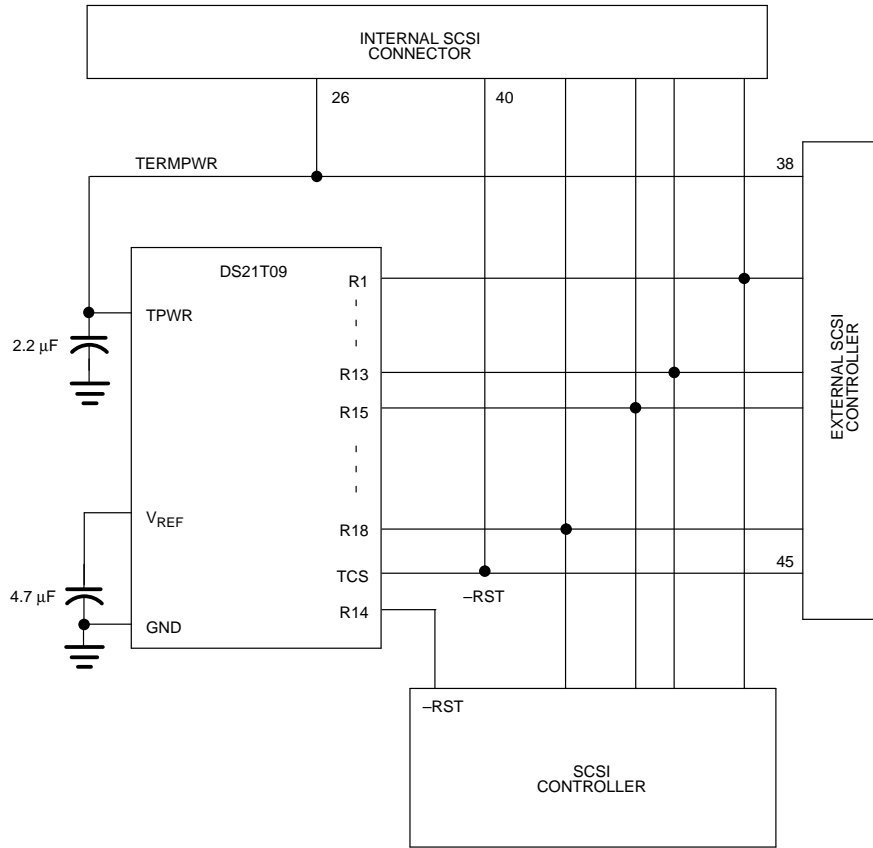 INTERNAL SCSI
CONNECTOR
26
40
TERMPWR
38
DS21T09
R1
TPWR
2.2 μF
R13
R15
EXTERNAL SCSI
CONTROLLER
VREF
R18
45
TCS
4.7 μF
–RST
R14
GND
–RST
SCSI
CONTROLLER